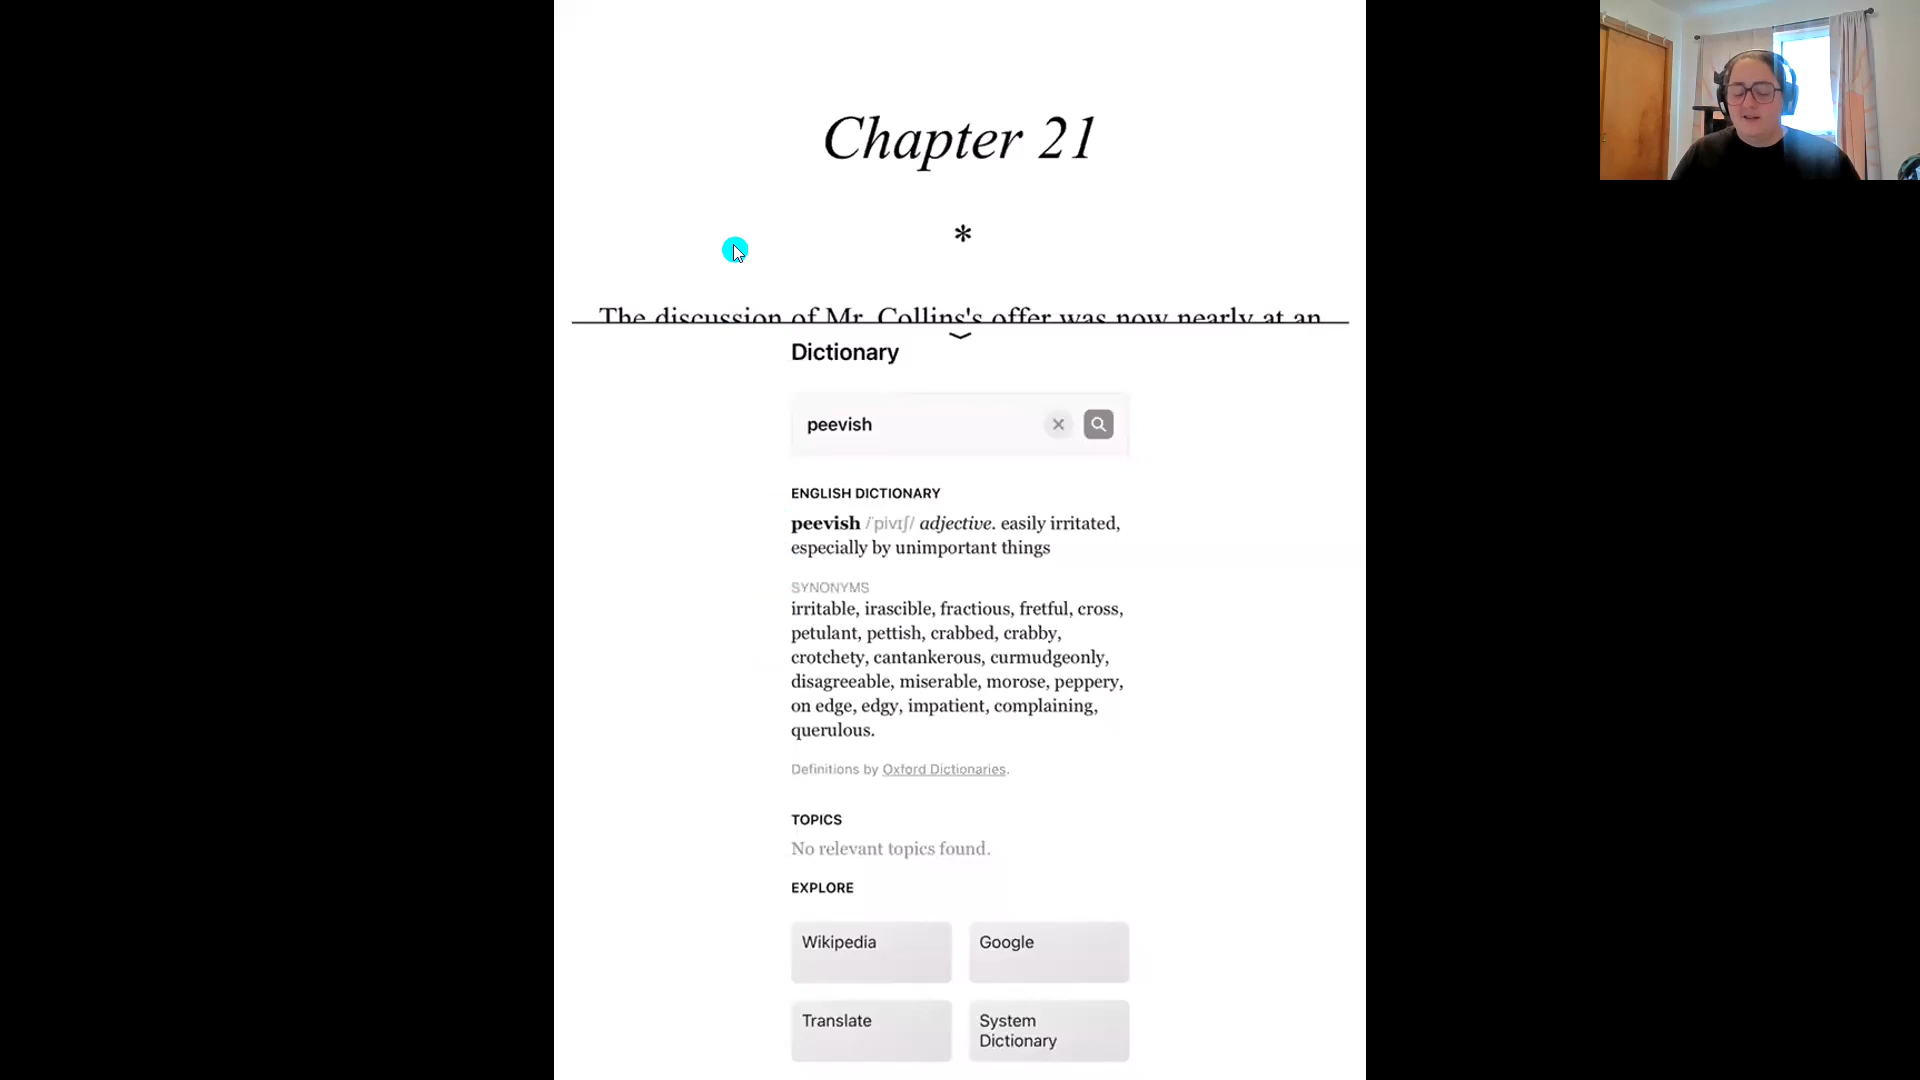 Chapter 21
*
The discussion of Mr. Collins's offer was now nearly at an
Dictionary
peevish
ENGLISH DICTIONARY
peevish /ˈpivɪʃ/ adjective. easily irritated,
especially by unimportant things
SYNONYMS
irritable, irascible, fractious, fretful, cross,
petulant, pettish, crabbed, crabby,
crotchety, cantankerous, curmudgeonly,
disagreeable, miserable, morose, peppery,
on edge, edgy, impatient, complaining,
querulous.
Definitions by Oxford Dictionaries.
TOPICS
No relevant topics found.
EXPLORE
Wikipedia
Google
Translate
System
Dictionary